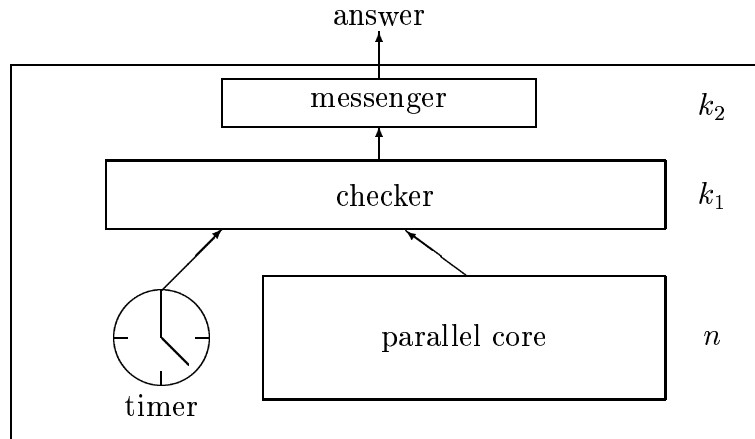 answer
messenger
k₂
checker
k₁
parallel core
n
timer